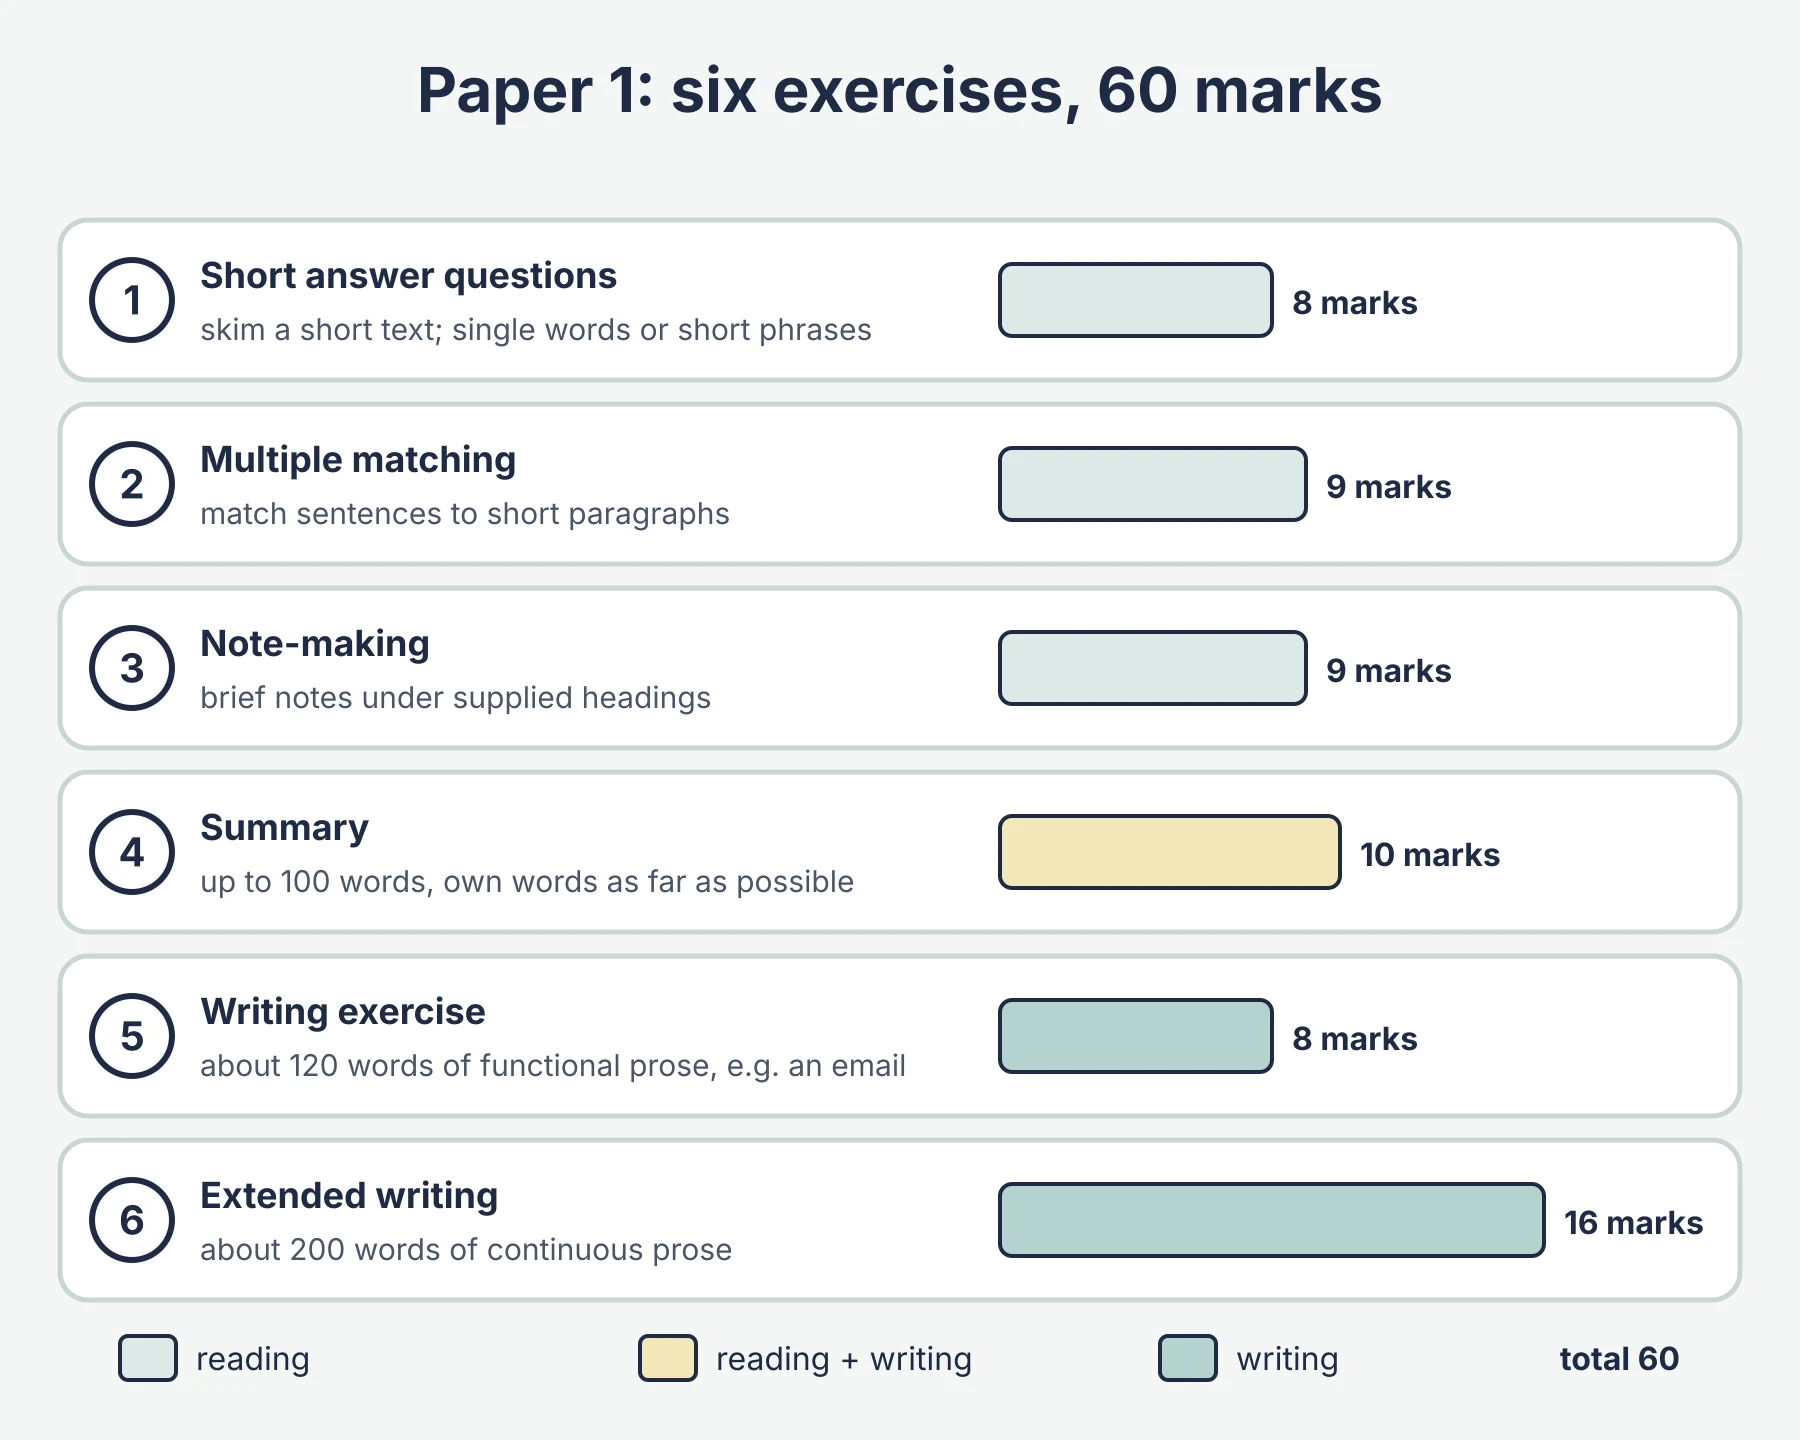 Paper 1: six exercises, 60 marks
1
Short answer questions
skim a short text; single words or short phrases
8 marks
2
Multiple matching
match sentences to short paragraphs
9 marks
3
Note-making
brief notes under supplied headings
9 marks
4
Summary
up to 100 words, own words as far as possible
10 marks
5
Writing exercise
about 120 words of functional prose, e.g. an email
8 marks
6
Extended writing
about 200 words of continuous prose
16 marks
reading
reading + writing
writing
total 60